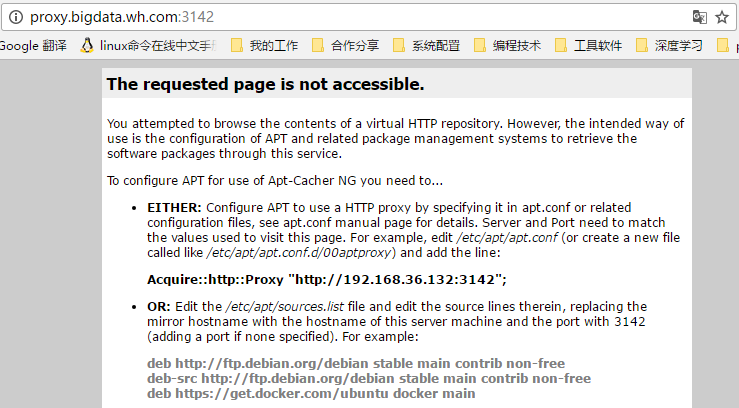 proxy.bigdata.wh.com:3142
Google 翻译 linux命令在线中文手 我的工作 合作分享 系统配置 编程技术 工具软件 深度学习
The requested page is not accessible.
You attempted to browse the contents of a virtual HTTP repository. However, the intended way of
use is the configuration of APT and related package management systems to retrieve the
software packages through this service.
To configure APT for use of Apt-Cacher NG you need to...
• EITHER: Configure APT to use a HTTP proxy by specifying it in apt.conf or related
configuration files, see apt.conf manual page for details. Server and Port need to match
the values used to visit this page. For example, edit /etc/apt/apt.conf (or create a new file
called like /etc/apt/apt.conf.d/00aptproxy) and add the line:
Acquire::http::Proxy "http://192.168.36.132:3142";
• OR: Edit the /etc/apt/sources.list file and edit the source lines therein, replacing the
mirror hostname with the hostname of this server machine and the port with 3142
(adding a port if none specified). For example:
deb http://ftp.debian.org/debian stable main contrib non-free
deb-src http://ftp.debian.org/debian stable main contrib non-free
deb https://get.docker.com/ubuntu docker main